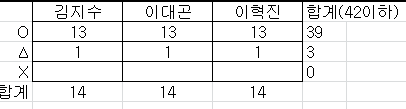 김지수 이대곤 이혁진 합계(42이하)
O 13 13 13 39
Δ 1 1 1 3
X 0
합계 14 14 14